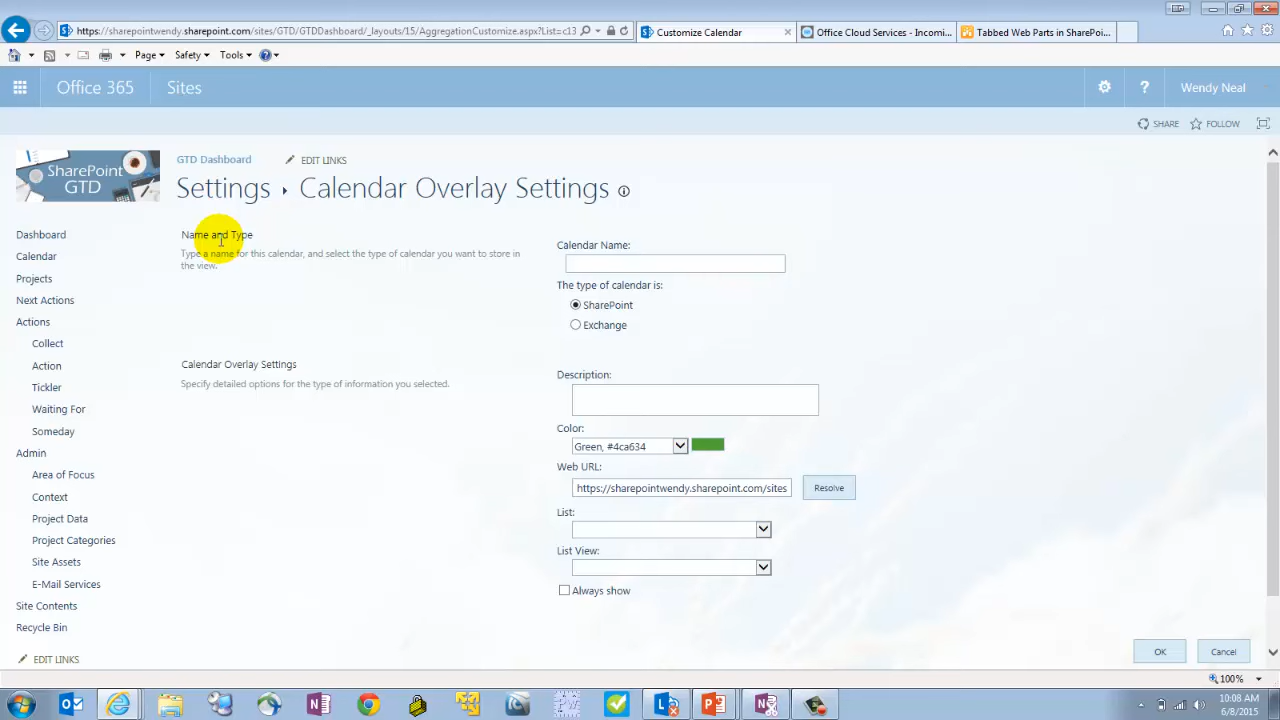 https://sharepointwendy.sharepoint.com/sites/GTD/GTDDashboard/_layouts/15/AggregationCustomize.aspx?List=c13
Customize Calendar
Office Cloud Services - Incomi...
Tabbed Web Parts in SharePoi...
Page
Safety
Tools
Office 365
Sites
Wendy Neal
SHARE
FOLLOW
SharePoint
GTD
GTD Dashboard
EDIT LINKS
Settings
Calendar Overlay Settings
Dashboard
Calendar
Projects
Next Actions
Actions
Collect
Action
Tickler
Waiting For
Someday
Admin
Area of Focus
Context
Project Data
Project Categories
Site Assets
E-Mail Services
Site Contents
Recycle Bin
EDIT LINKS
Name and Type
Type a name for this calendar, and select the type of calendar you want to store in
the view.
Calendar Name:
The type of calendar is:
SharePoint
Exchange
Calendar Overlay Settings
Specify detailed options for the type of information you selected.
Description:
Color:
Green, #4ca634
Web URL:
https://sharepointwendy.sharepoint.com/sites
Resolve
List:
List View:
Always show
OK
Cancel
100%
10:08 AM
6/8/2015